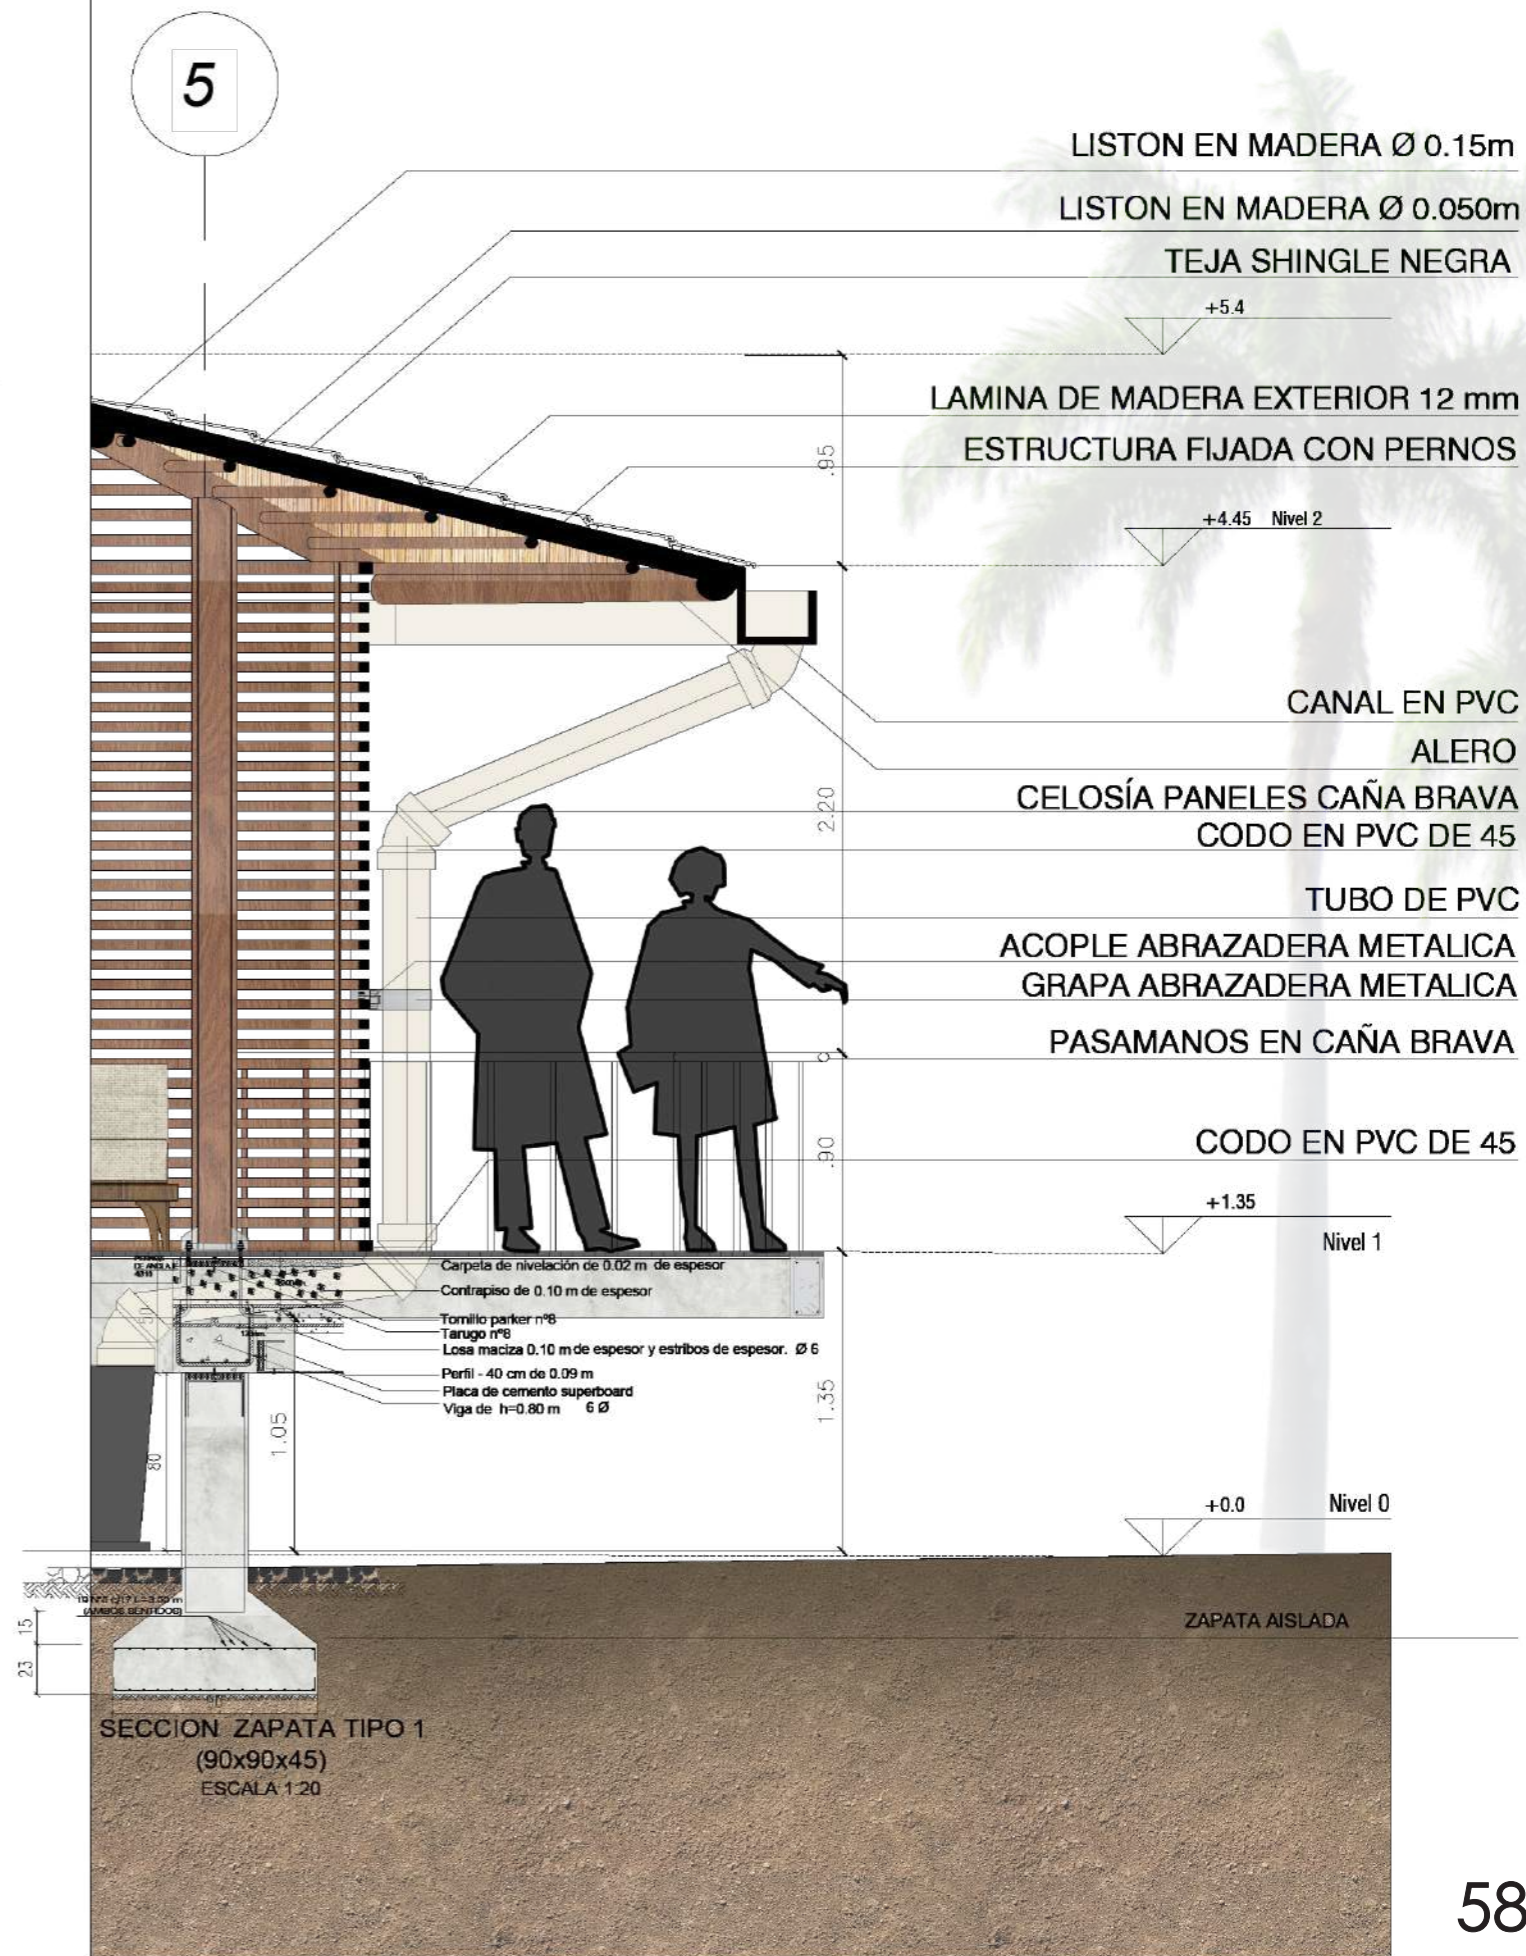 5
LISTON EN MADERA Ø 0.15m
LISTON EN MADERA Ø 0.050m
TEJA SHINGLE NEGRA
+5.4
LAMINA DE MADERA EXTERIOR 12 mm
ESTRUCTURA FIJADA CON PERNOS
.95
+4.45 Nivel 2
CANAL EN PVC
ALERO
CELOSÍA PANELES CAÑA BRAVA
2.20
CODO EN PVC DE 45
TUBO DE PVC
ACOPLE ABRAZADERA METALICA
GRAPA ABRAZADERA METALICA
PASAMANOS EN CAÑA BRAVA
.90
CODO EN PVC DE 45
+1.35
Nivel 1
DE ANCLAJE
Carpeta de nivelación de 0.02 m de espesor
Contrapiso de 0.10 m de espesor
50
Tornillo parker nº8
Tarugo nº8
Losa maciza 0.10 m de espesor y estribos de espesor. Ø 6
Perfil - 40 cm de 0.09 m
Placa de cemento superboard
Viga de h=0.80 m 6 Ø
1.35
1.05
80
+0.0 Nivel 0
(AMBOS SENTIDOS)
15
ZAPATA AISLADA
23
SECCION ZAPATA TIPO 1
(90x90x45)
ESCALA 1:20
58